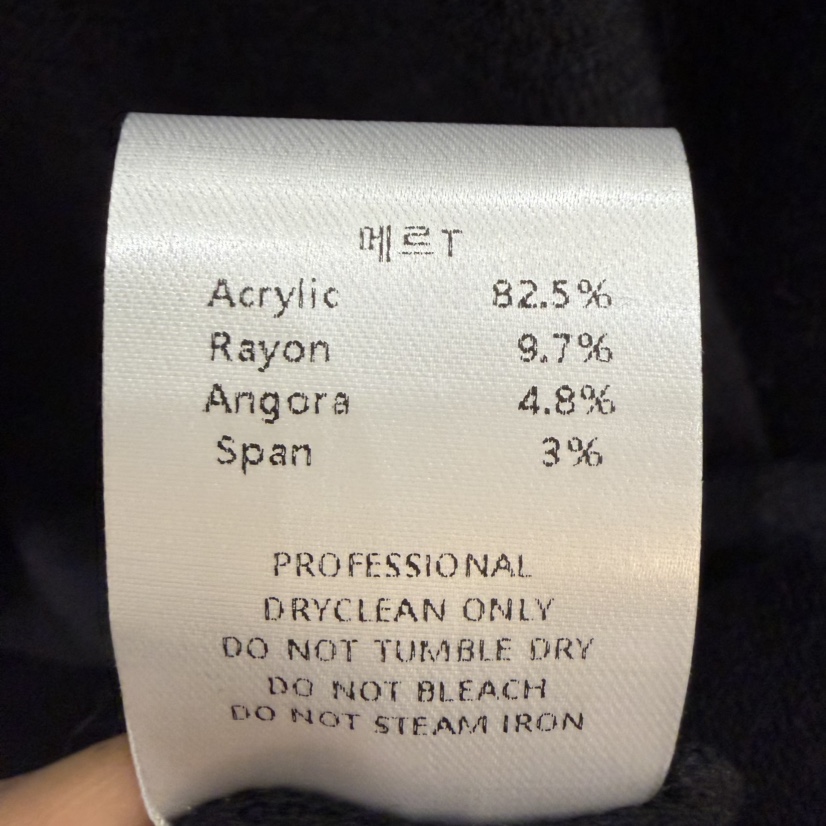 메르T
Acrylic 82.5%
Rayon 9.7%
Angora 4.8%
Span 3%
PROFESSIONAL
DRYCLEAN ONLY
DO NOT TUMBLE DRY
DO NOT BLEACH
DO NOT STEAM IRON